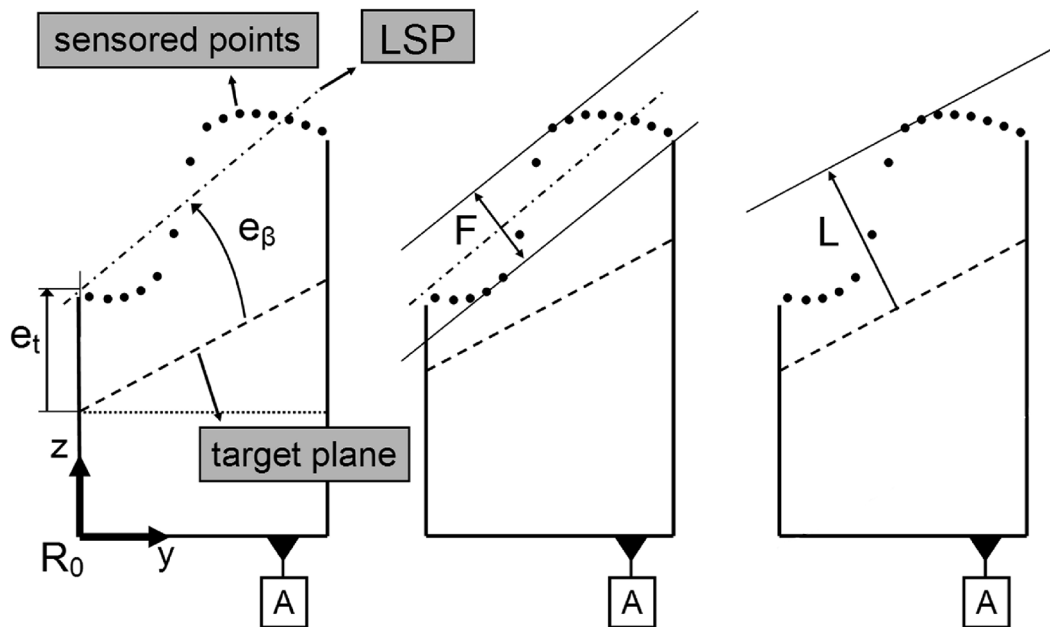 sensored points
LSP
eβ
et
target plane
z
R0
y
A
F
A
L
A